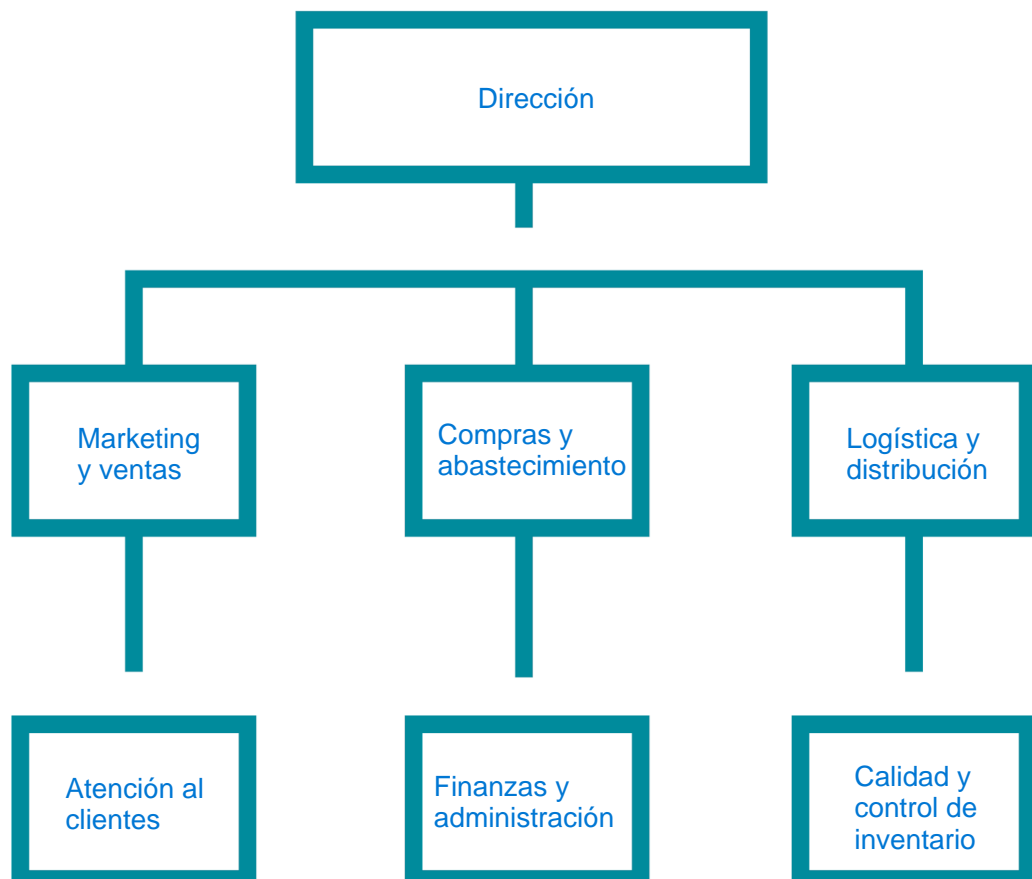 Dirección
Marketing
y ventas
Compras y
abastecimiento
Logística y
distribución
Atención al
clientes
Finanzas y
administración
Calidad y
control de
inventario